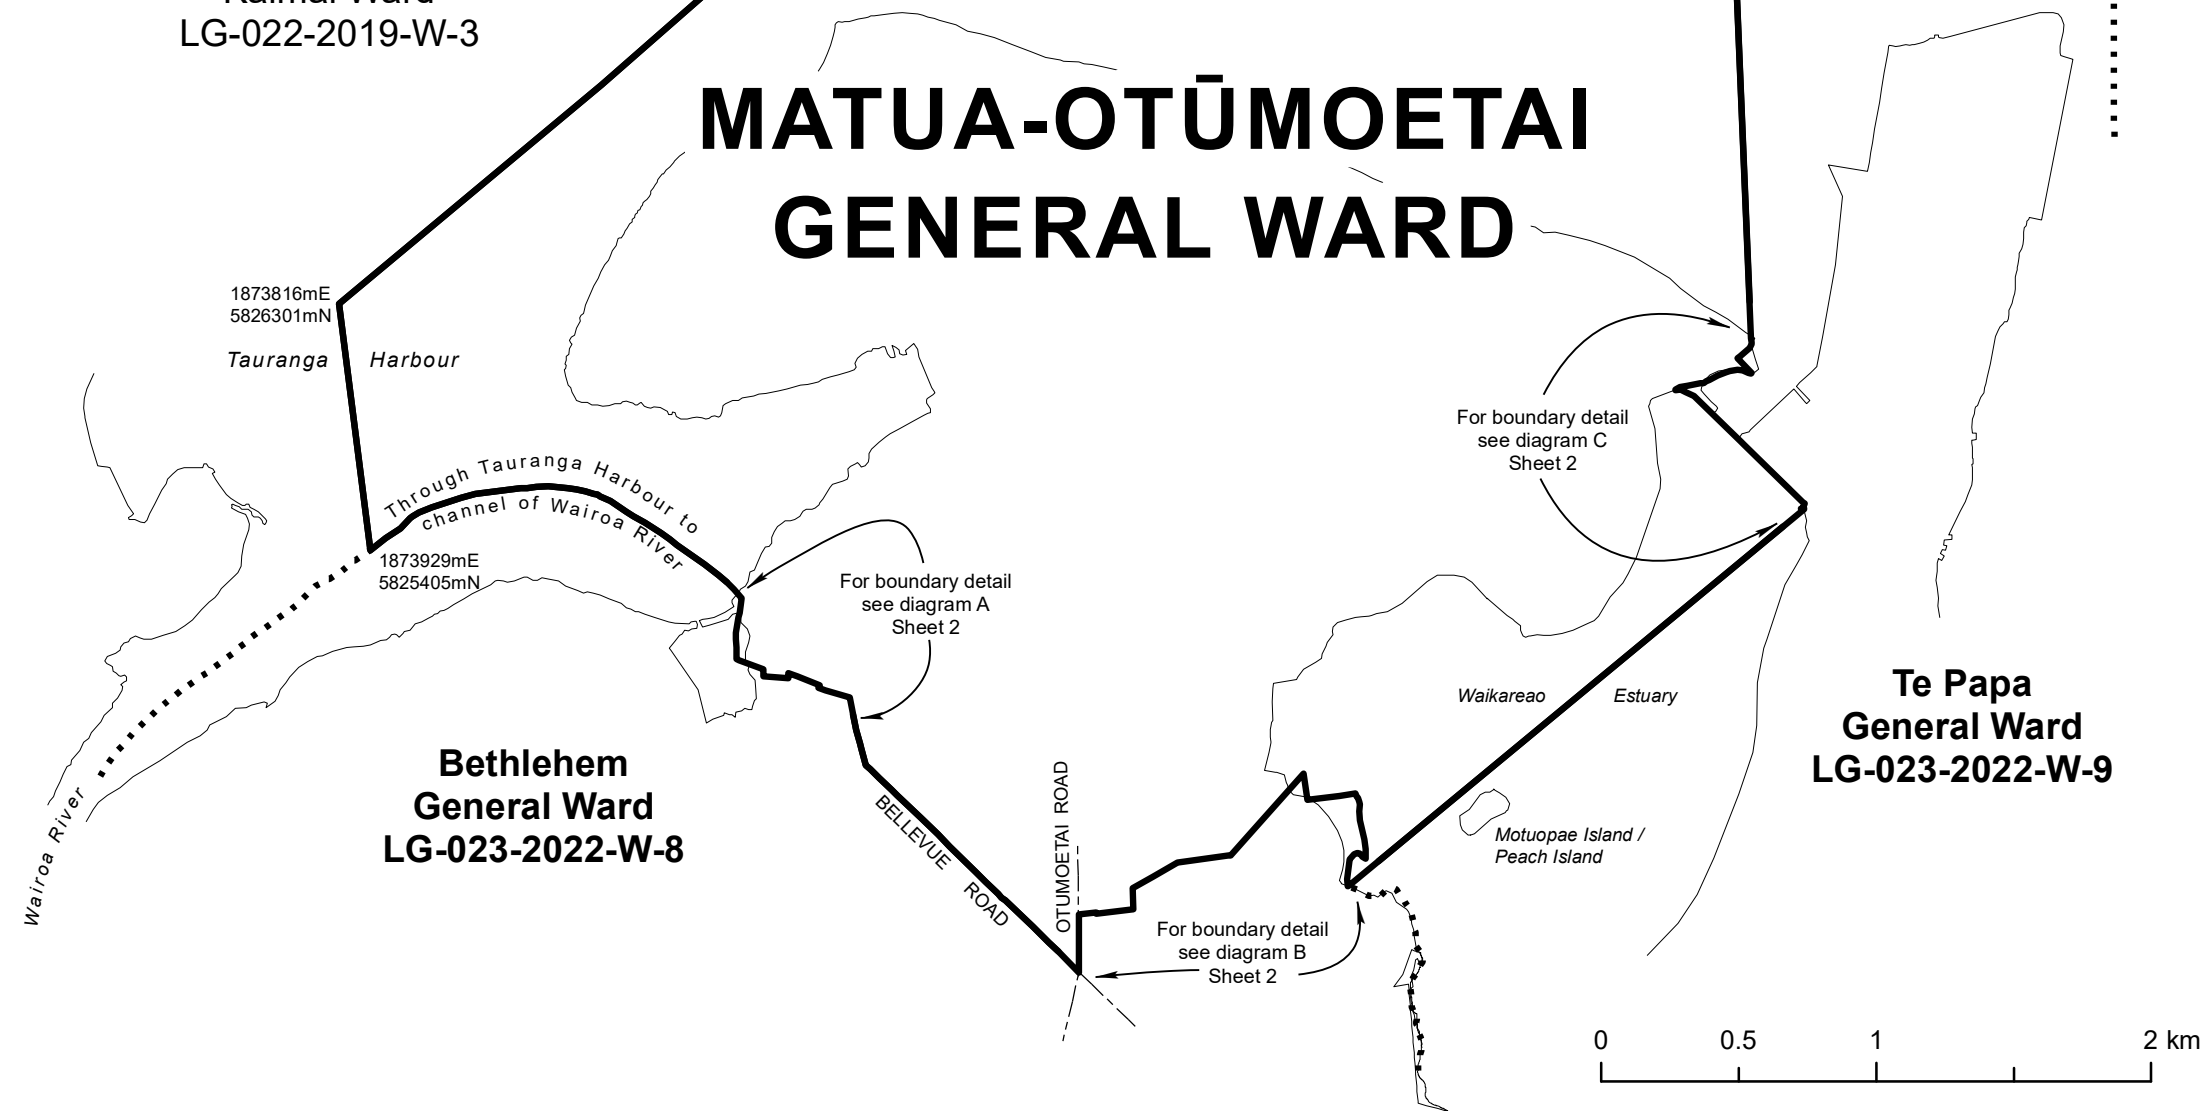 LG-022-2019-W-3
MATUA-OTŪMOETAI
GENERAL WARD
1873816mE
5826301mN
Tauranga Harbour
Through Tauranga Harbour to
channel of Wairoa River
1873929mE
5825405mN
For boundary detail
see diagram A
Sheet 2
For boundary detail
see diagram C
Sheet 2
Waikareao Estuary
Te Papa
General Ward
LG-023-2022-W-9
Bethlehem
General Ward
LG-023-2022-W-8
Wairoa River
BELLEVUE ROAD
OTUMOETAI ROAD
Motuopae Island /
Peach Island
For boundary detail
see diagram B
Sheet 2
0 0.5 1 2 km